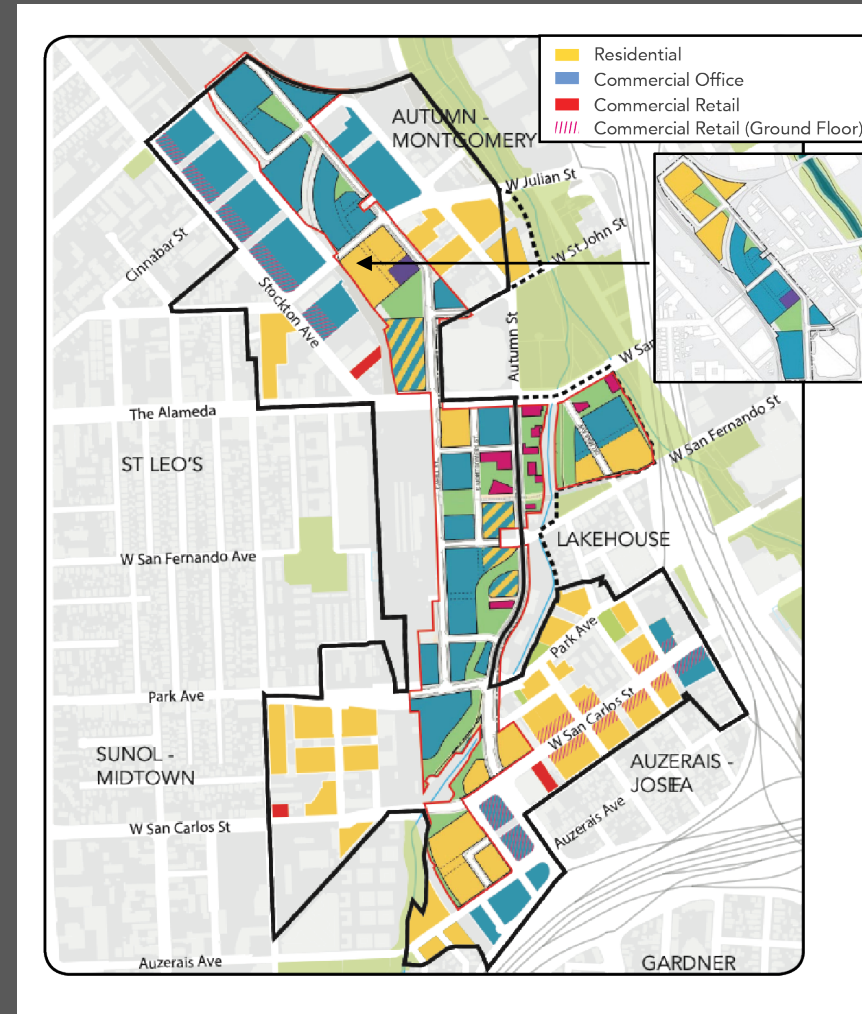 Residential
Commercial Office
Commercial Retail
Commercial Retail (Ground Floor)
AUTUMN -
MONTGOMERY
W Julian St
W St John St
Cinnabar St
Stockton Ave
Autumn St
W San
The Alameda
W San Fernando St
ST LEO'S
LAKEHOUSE
W San Fernando Ave
Park Ave
Park Ave
W San Carlos St
SUNOL -
MIDTOWN
AUZERAIS -
JOSEFA
W San Carlos St
Auzerais Ave
Auzerais Ave
GARDNER